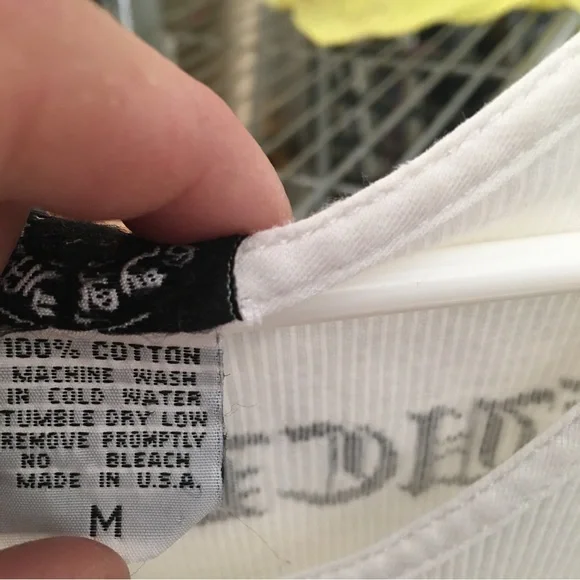 100% COTTON
MACHINE WASH
IN COLD WATER
TUMBLE DRY LOW
REMOVE PROMPTLY
NO BLEACH
MADE IN U.S.A.
M